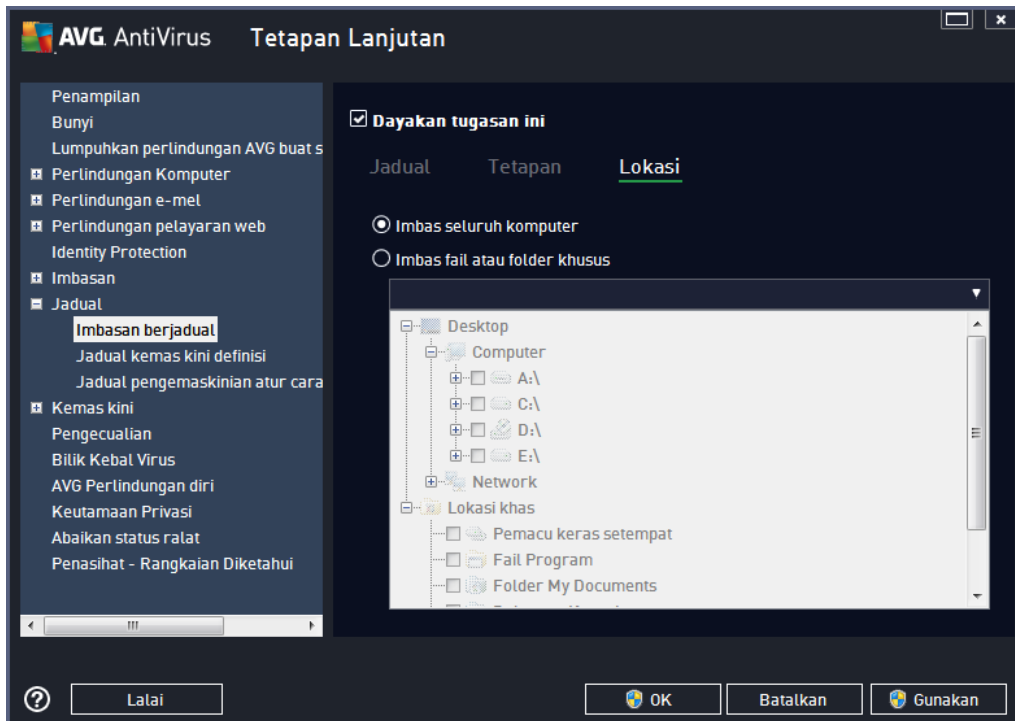 AVG. AntiVirus Tetapan Lanjutan
Penampilan
Bunyi
Lumpuhkan perlindungan AVG buat s
Perlindungan Komputer
Perlindungan e-mel
Perlindungan pelayaran web
Identity Protection
Imbasan
Jadual
Imbasan berjadual
Jadual kemas kini definisi
Jadual pengemaskinian atur cara
Kemas kini
Pengecualian
Bilik Kebal Virus
AVG Perlindungan diri
Keutamaan Privasi
Abaikan status ralat
Penasihat - Rangkaian Diketahui
Dayakan tugasan ini
Jadual Tetapan Lokasi
Imbas seluruh komputer
Imbas fail atau folder khusus
Desktop
Computer
A:\
C:\
D:\
E:\
Network
Lokasi khas
Pemacu keras setempat
Fail Program
Folder My Documents
? Lalai OK Batalkan Gunakan